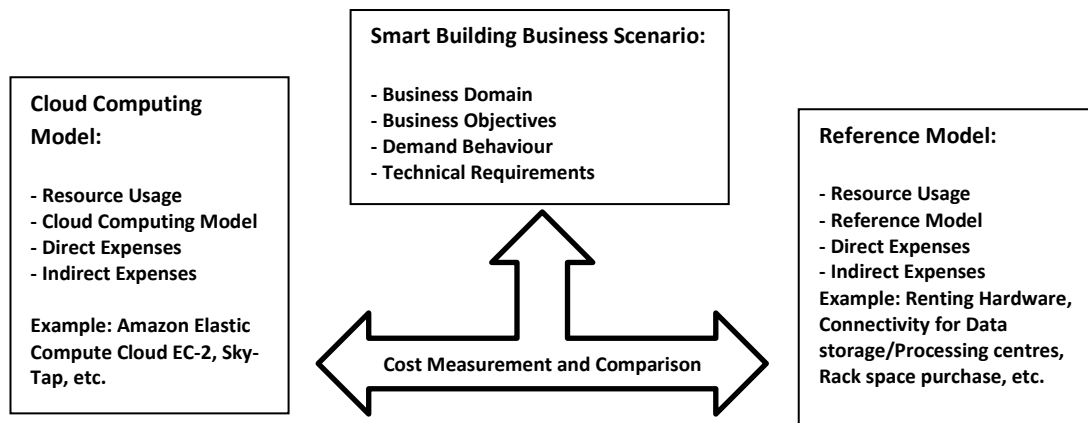 Smart Building Business Scenario:
- Business Domain
- Business Objectives
- Demand Behaviour
- Technical Requirements
Cloud Computing
Model:
- Resource Usage
- Cloud Computing Model
- Direct Expenses
- Indirect Expenses
Example: Amazon Elastic
Compute Cloud EC-2, Sky-
Tap, etc.
Reference Model:
- Resource Usage
- Reference Model
- Direct Expenses
- Indirect Expenses
Example: Renting Hardware,
Connectivity for Data
storage/Processing centres,
Rack space purchase, etc.
Cost Measurement and Comparison